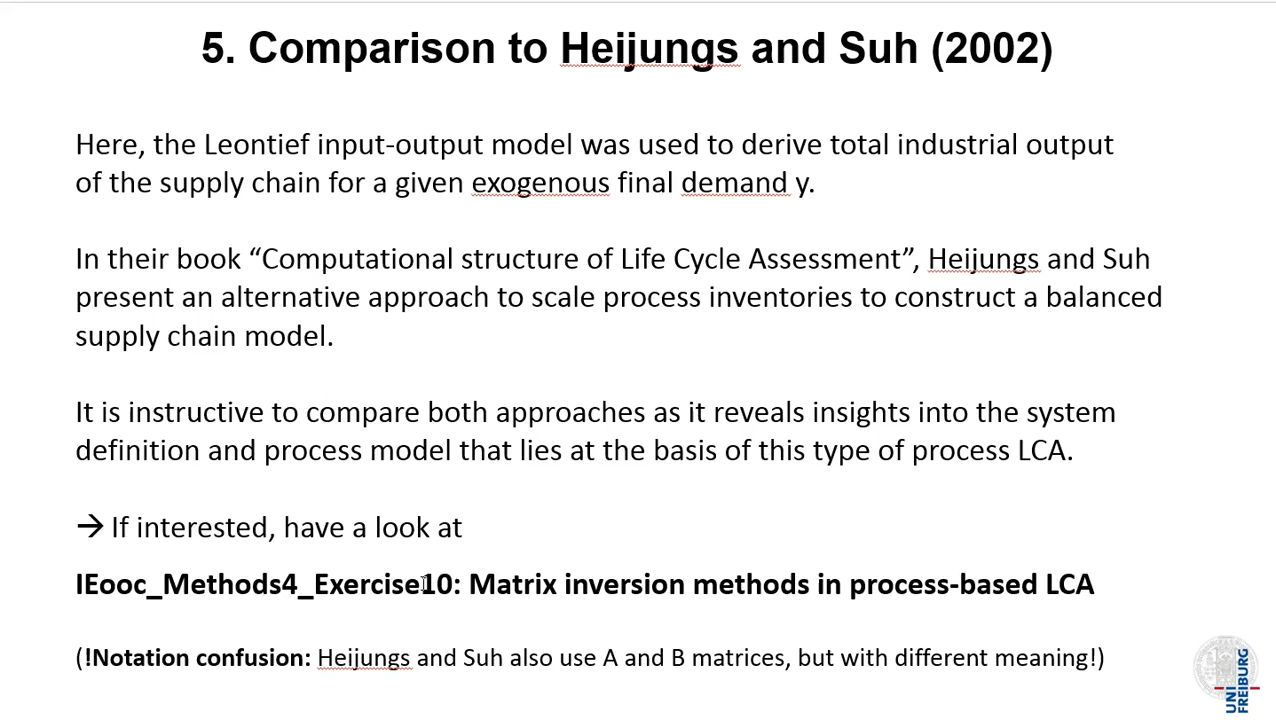 5. Comparison to Heijungs and Suh (2002)
Here, the Leontief input-output model was used to derive total industrial output
of the supply chain for a given exogenous final demand y.
In their book “Computational structure of Life Cycle Assessment”, Heijungs and Suh
present an alternative approach to scale process inventories to construct a balanced
supply chain model.
It is instructive to compare both approaches as it reveals insights into the system
definition and process model that lies at the basis of this type of process LCA.
→ If interested, have a look at
IEooc_Methods4_Exercise10: Matrix inversion methods in process-based LCA
(!Notation confusion: Heijungs and Suh also use A and B matrices, but with different meaning!)
UNI
FREIBURG